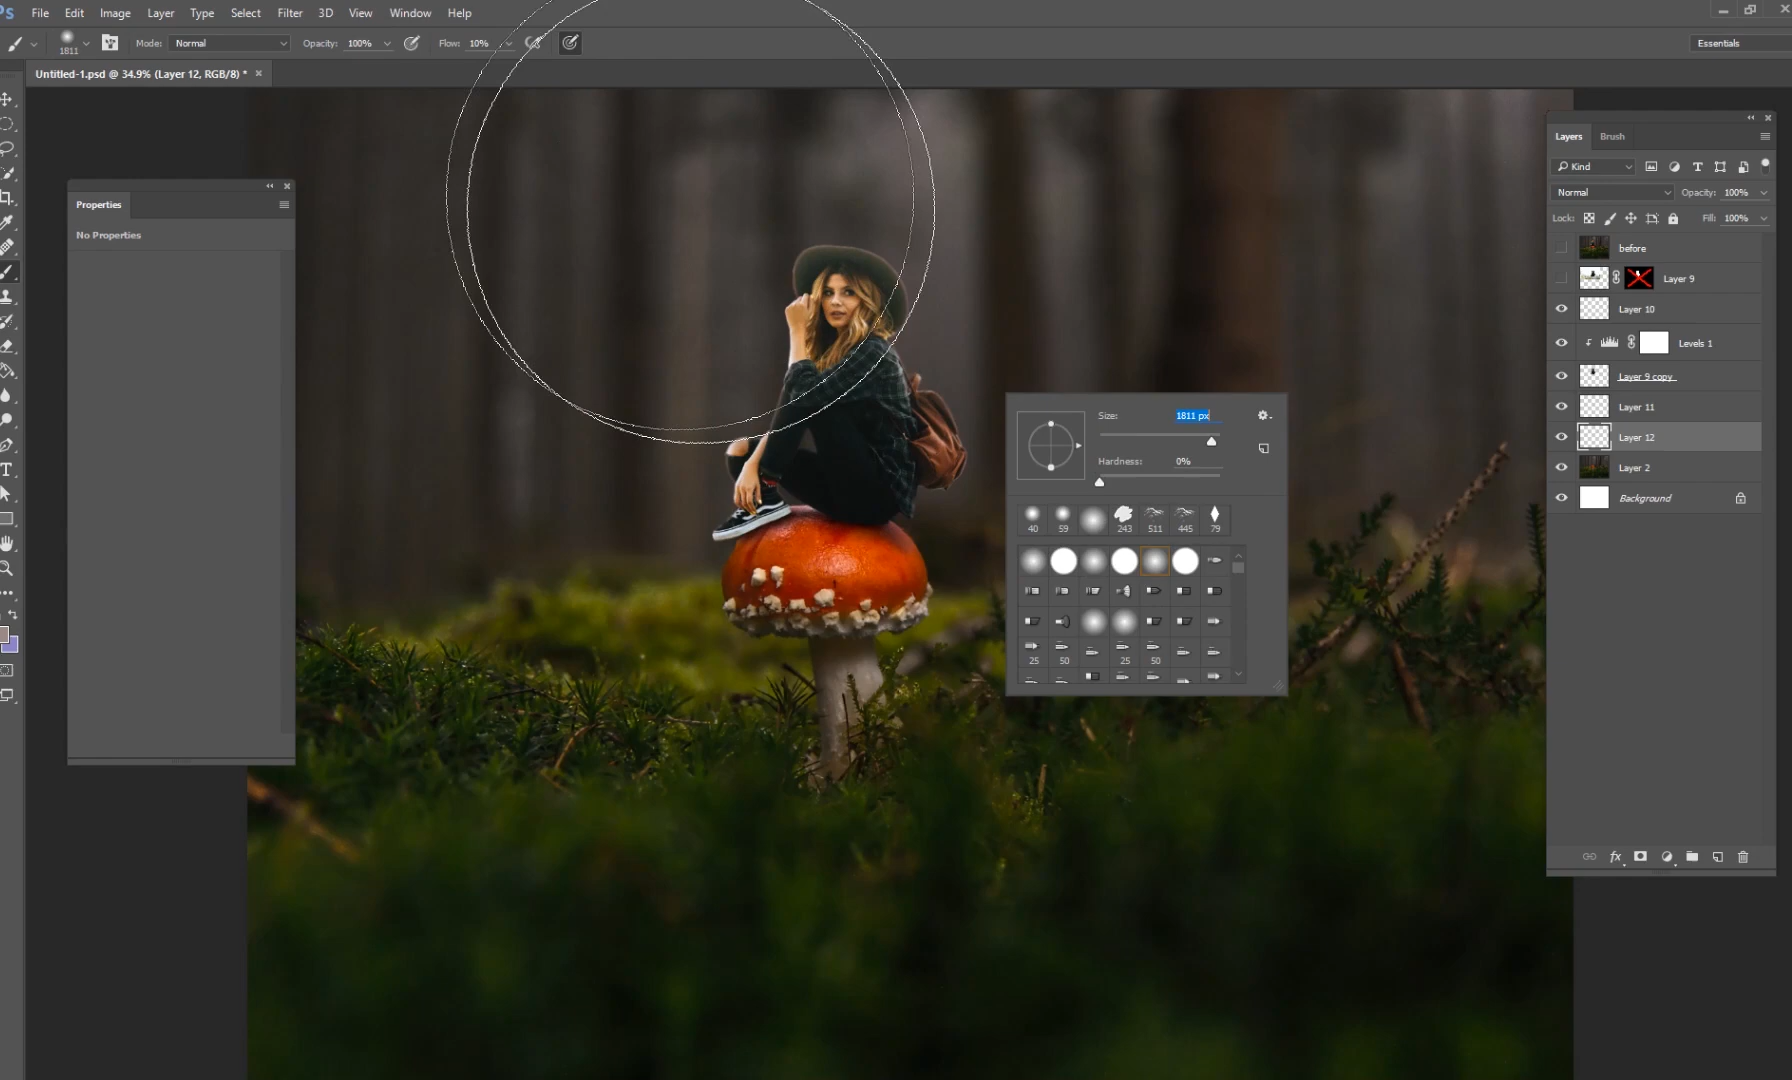 PS File Edit Image Layer Type Select Filter 3D View Window Help
1811 Mode: Normal Opacity: 100% Flow: 10% Essentials
Untitled-1.psd @ 34.9% (Layer 12, RGB/8) * ×
Properties
No Properties
Size: 1811 px
Hardness: 0%
40 59 243 511 445 79
25 50 25 50
Layers Brush
Kind
Normal Opacity: 100%
Lock: Fill: 100%
before
Layer 9
Layer 10
Levels 1
Layer 9 copy
Layer 11
Layer 12
Layer 2
Background
fx